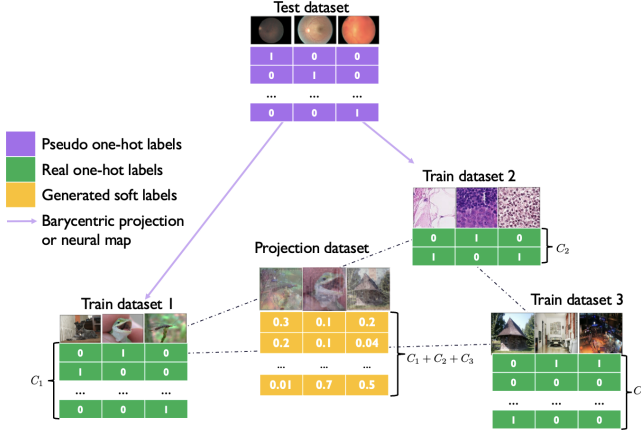 Test dataset
1 0 0
0 1 0
... ...
0 0 1
Pseudo one-hot labels
Real one-hot labels
Generated soft labels
Barycentric projection
or neural map
Train dataset 2
0 1 0
1 0 1
C2
Projection dataset
0.3 0.1 0.2
0.2 0.1 0.04
... ...
0.01 0.7 0.5
C1 + C2 + C3
Train dataset 1
0 1 0
1 0 0
... ...
0 0 1
C1
Train dataset 3
0 1 1
0 0 0
... ...
1 0 0
C